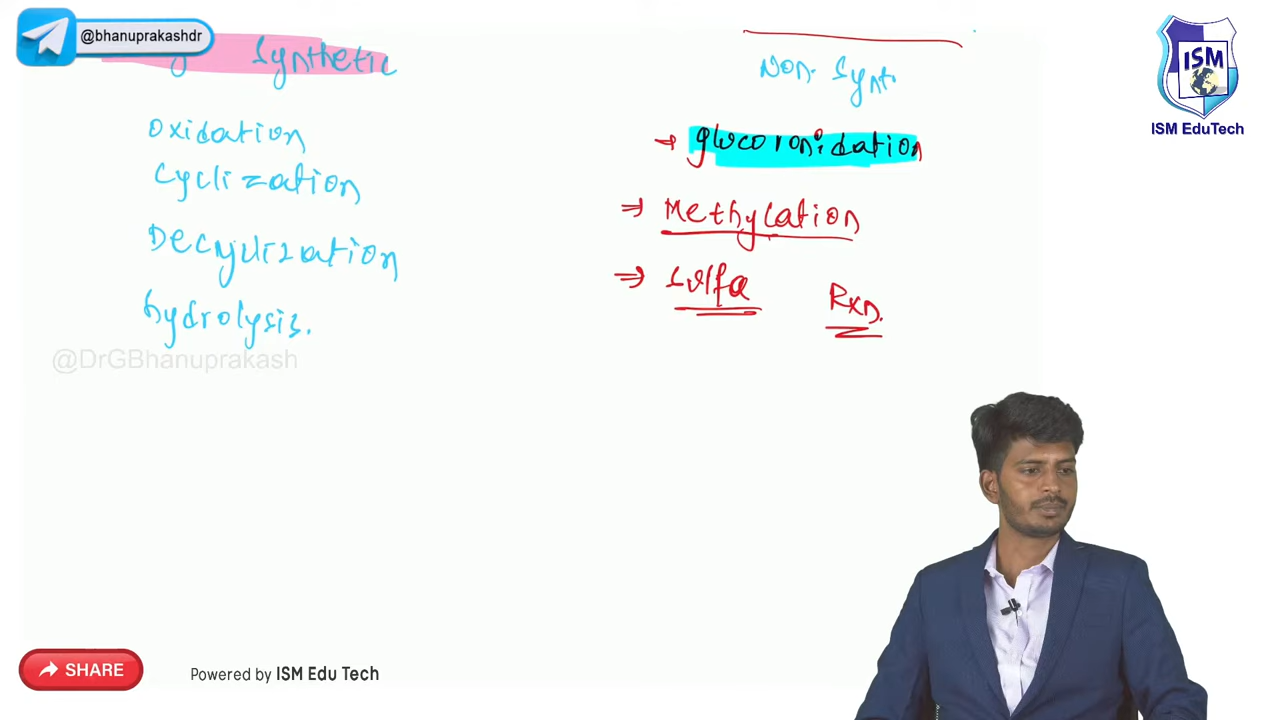 @bhanuprakashdr
Synthetic
Non. Synt.
oxidation
cyclization
Decyclization
hydrolysis.
→ glucoronidation
⇒ Methylation
⇒ Sulfa Rxn.
@DrGBhanuprakash
ISM
ISM EduTech
SHARE
Powered by ISM Edu Tech